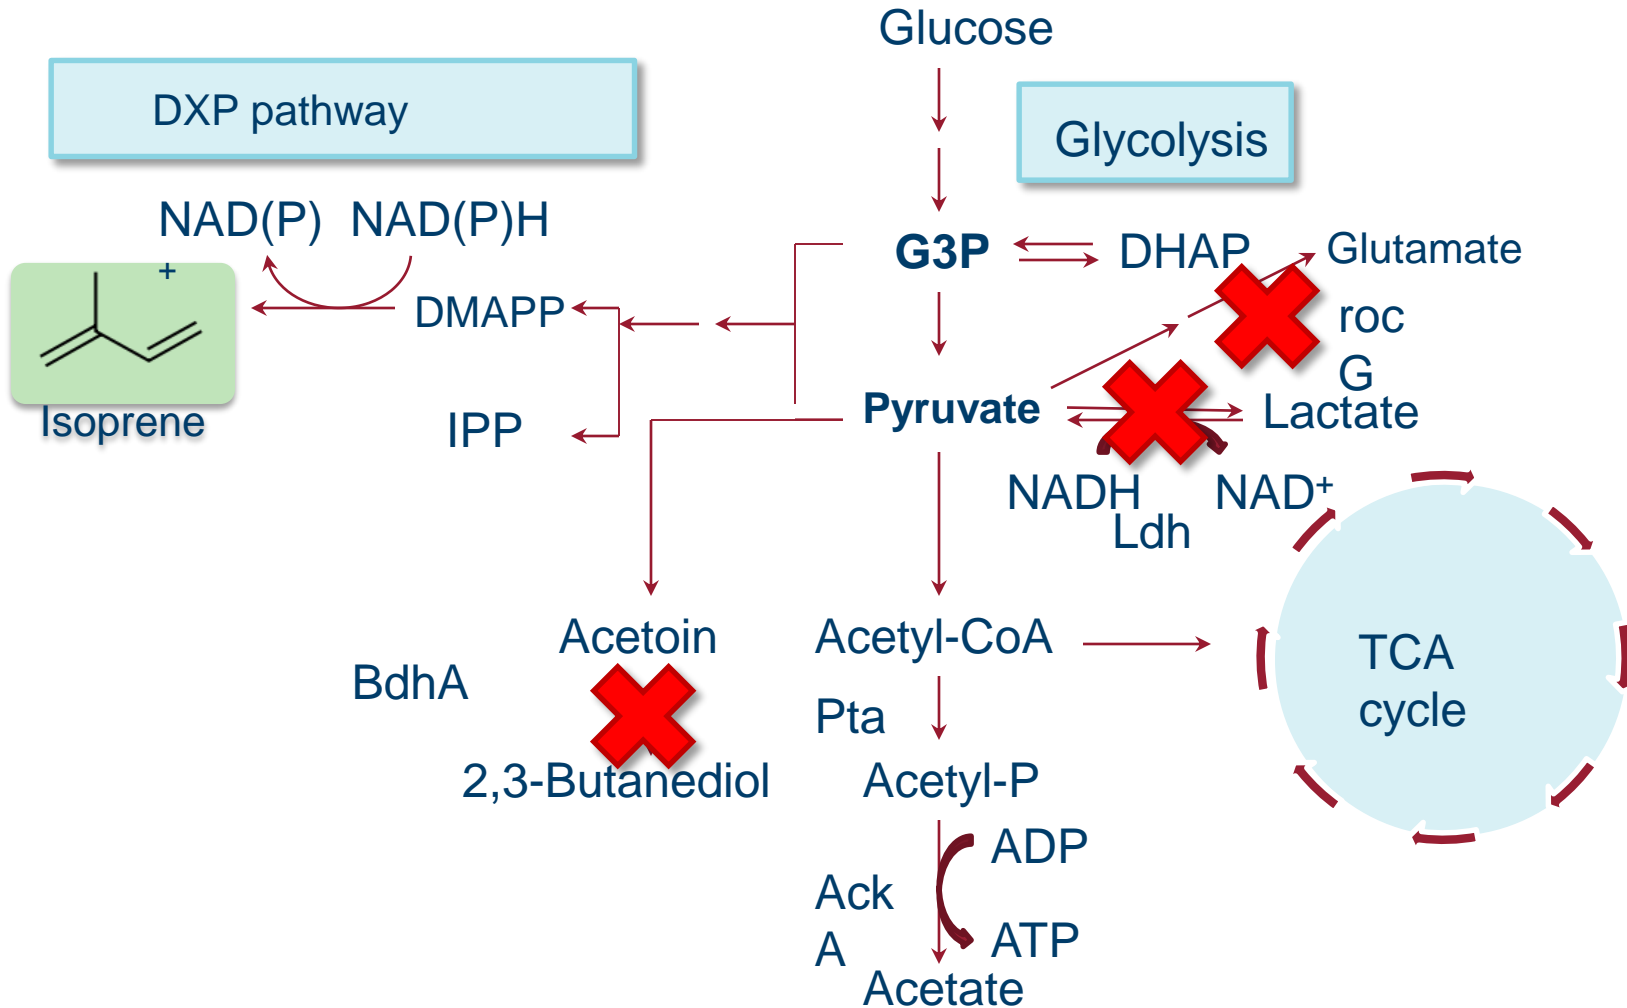 Glucose
DXP pathway
Glycolysis
NAD(P)
+
NAD(P)H
G3P
DHAP
Glutamate
DMAPP
roc
G
Isoprene
IPP
Pyruvate
Lactate
NADH
NAD+
Ldh
Acetoin
Acetyl-CoA
TCA
cycle
BdhA
Pta
2,3-Butanediol
Acetyl-P
ADP
Ack
A
ATP
Acetate